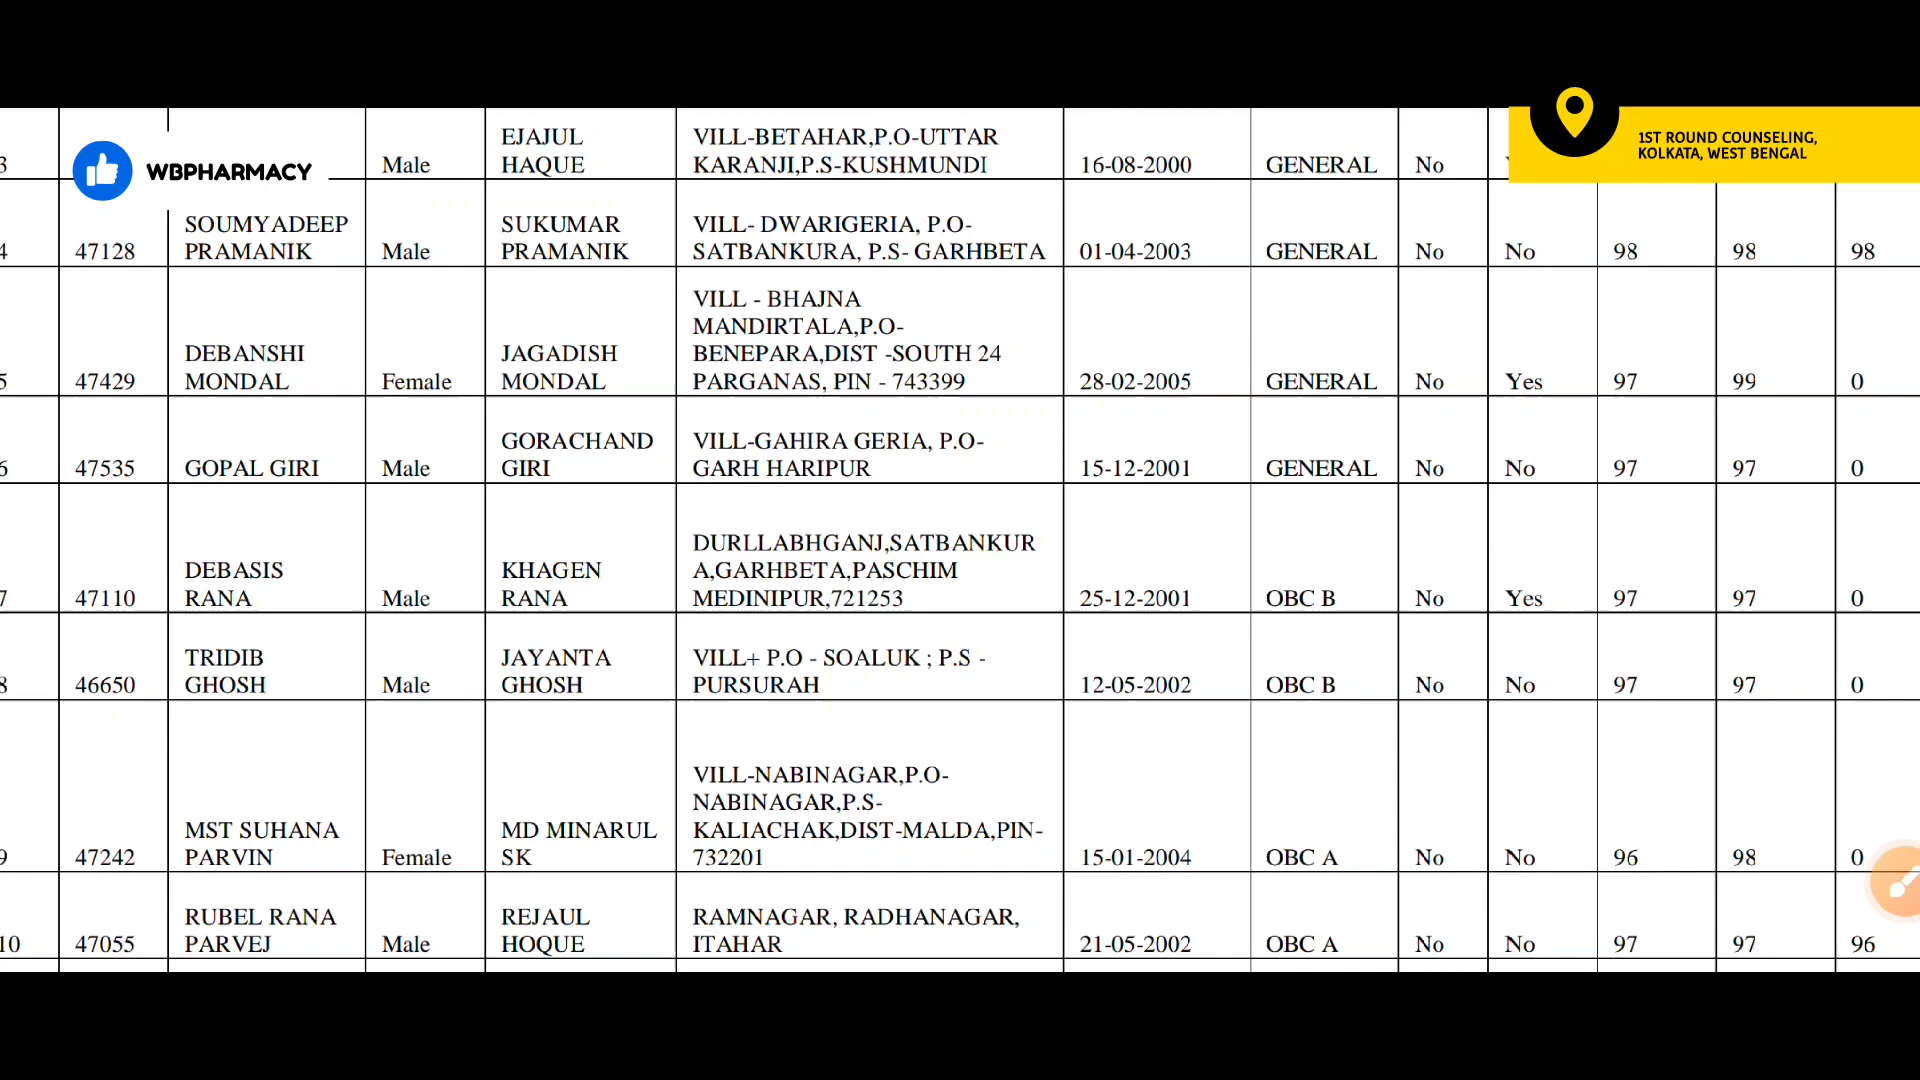 1ST ROUND COUNSELING,
KOLKATA, WEST BENGAL
WBPHARMACY
3 Male EJAJUL HAQUE VILL-BETAHAR,P.O-UTTAR KARANJI,P.S-KUSHMUNDI 16-08-2000 GENERAL No
4 47128 SOUMYADEEP PRAMANIK Male SUKUMAR PRAMANIK VILL- DWARIGERIA, P.O- SATBANKURA, P.S- GARHBETA 01-04-2003 GENERAL No No 98 98 98
5 47429 DEBANSHI MONDAL Female JAGADISH MONDAL VILL - BHAJNA MANDIRTALA,P.O- BENEPARA,DIST -SOUTH 24 PARGANAS, PIN - 743399 28-02-2005 GENERAL No Yes 97 99 0
6 47535 GOPAL GIRI Male GORACHAND GIRI VILL-GAHIRA GERIA, P.O- GARH HARIPUR 15-12-2001 GENERAL No No 97 97 0
7 47110 DEBASIS RANA Male KHAGEN RANA DURLLABHGANJ,SATBANKUR A,GARHBETA,PASCHIM MEDINIPUR,721253 25-12-2001 OBC B No Yes 97 97 0
8 46650 TRIDIB GHOSH Male JAYANTA GHOSH VILL+ P.O - SOALUK ; P.S - PURSURAH 12-05-2002 OBC B No No 97 97 0
9 47242 MST SUHANA PARVIN Female MD MINARUL SK VILL-NABINAGAR,P.O- NABINAGAR,P.S- KALIACHAK,DIST-MALDA,PIN- 732201 15-01-2004 OBC A No No 96 98 0
10 47055 RUBEL RANA PARVEJ Male REJAUL HOQUE RAMNAGAR, RADHANAGAR, ITAHAR 21-05-2002 OBC A No No 97 97 96